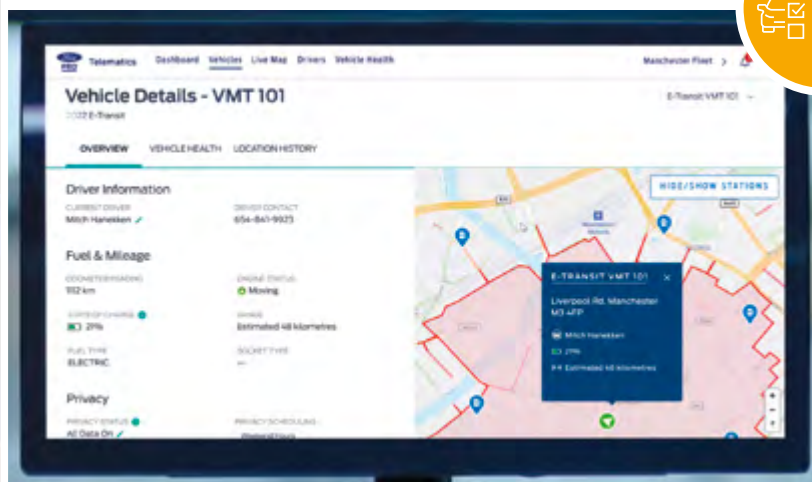 Ford
PRO
Telematics Dashboard Vehicles Live Map Drivers Vehicle Health Manchester Fleet >
Vehicle Details - VMT 101 E-Transit VMT 101
2022 E-Transit
OVERVIEW VEHICLE HEALTH LOCATION HISTORY
HIDE/SHOW STATIONS
Driver Information
CURRENT DRIVER DRIVER CONTACT
Mitch Hanekken 654-841-9923
Fuel & Mileage
ODOMETER READING ENGINE STATUS
1112 km Moving
STATE OF CHARGE RANGE
21% Estimated 48 kilometres
FUEL TYPE SOCKET TYPE
ELECTRIC --
Privacy
PRIVACY STATUS PRIVACY SCHEDULING
All Data On
E-TRANSIT VMT 101 ×
Liverpool Rd, Manchester
M3 4FP
Mitch Hanekken
21%
Estimated 48 kilometres
+
-